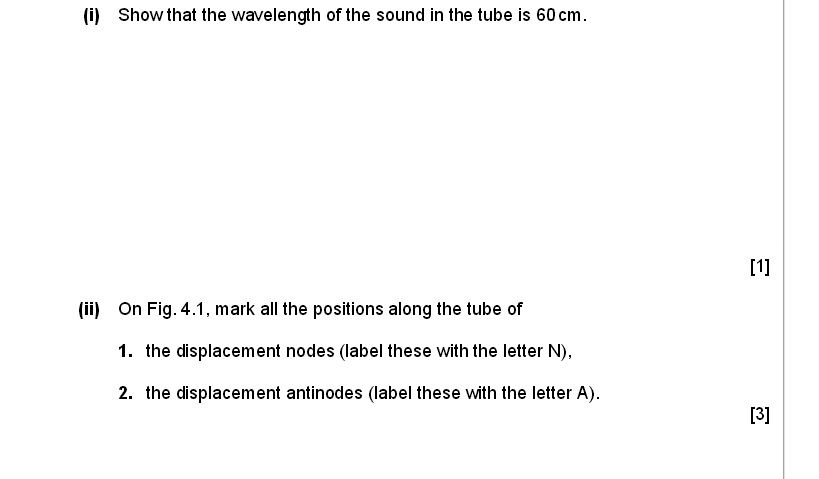 (i) Show that the wavelength of the sound in the tube is 60 cm.
[1]
(ii) On Fig. 4.1, mark all the positions along the tube of
1. the displacement nodes (label these with the letter N),
2. the displacement antinodes (label these with the letter A).
[3]